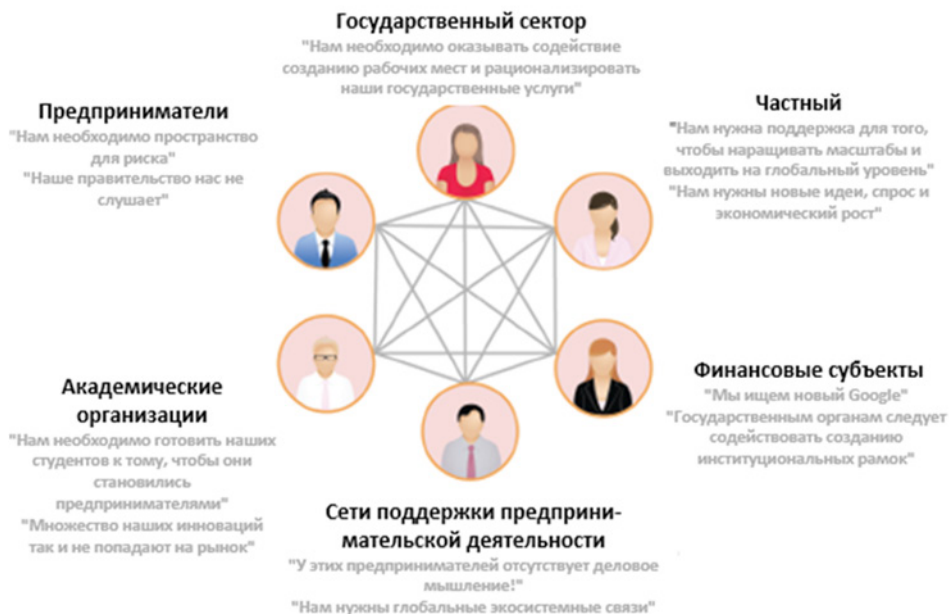 Государственный сектор
"Нам необходимо оказывать содействие
созданию рабочих мест и рационализировать
наши государственные услуги"
Предприниматели
"Нам необходимо пространство
для риска"
"Наше правительство нас не
слушает"
Частный
"Нам нужна поддержка для того,
чтобы наращивать масштабы и
выходить на глобальный уровень"
"Нам нужны новые идеи, спрос и
экономический рост"
Академические
организации
"Нам необходимо готовить наших
студентов к тому, чтобы они
становились
предпринимателями"
"Множество наших инноваций
так и не попадают на рынок"
Финансовые субъекты
"Мы ищем новый Google"
"Государственным органам следует
содействовать созданию
институциональных рамок"
Сети поддержки предприни-
мательской деятельности
"У этих предпринимателей отсутствует деловое
мышление!"
"Нам нужны глобальные экосистемные связи"